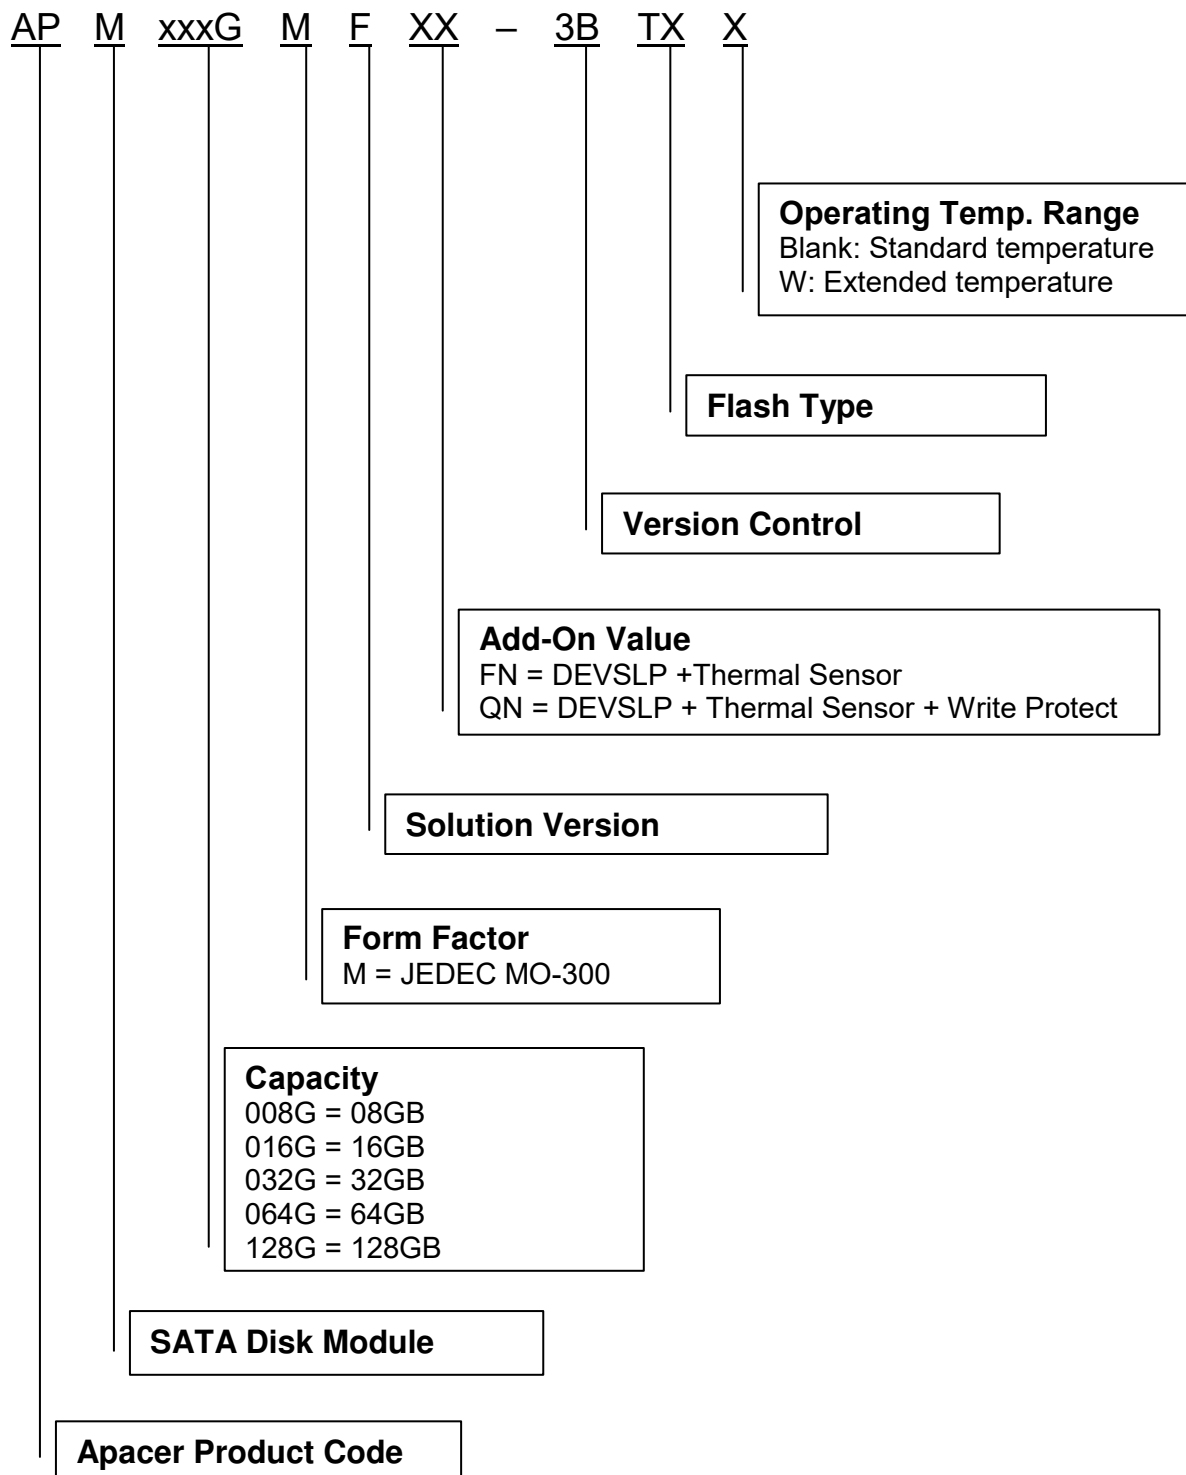 AP M xxxG M F XX – 3B TX X
Operating Temp. Range
Blank: Standard temperature
W: Extended temperature
Flash Type
Version Control
Add-On Value
FN = DEVSLP +Thermal Sensor
QN = DEVSLP + Thermal Sensor + Write Protect
Solution Version
Form Factor
M = JEDEC MO-300
Capacity
008G = 08GB
016G = 16GB
032G = 32GB
064G = 64GB
128G = 128GB
SATA Disk Module
Apacer Product Code